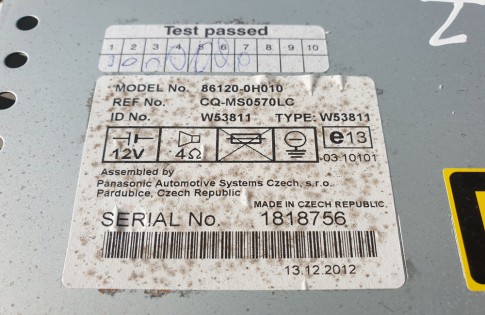 Test passed
1 2 3 4 5 6 7 8 9 10
MODEL No. 86120-0H010
REF No. CQ-MS0570LC
ID No. W53811 TYPE: W53811
12V 4Ω e13
03 10101
Assembled by
Panasonic Automotive Systems Czech, s.r.o.
Pardubice, Czech Republic
MADE IN CZECH REPUBLIC
SERIAL No. 1818756
13.12.2012